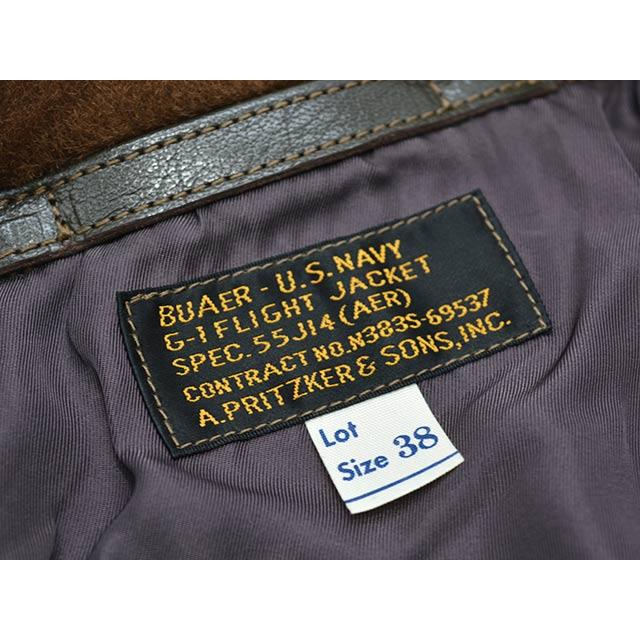 BUAER - U.S. NAVY
G-1 FLIGHT JACKET
SPEC. 55J14 (AER)
CONTRACT NO. N383S-69537
A. PRITZKER & SONS, INC.
Lot
Size 38